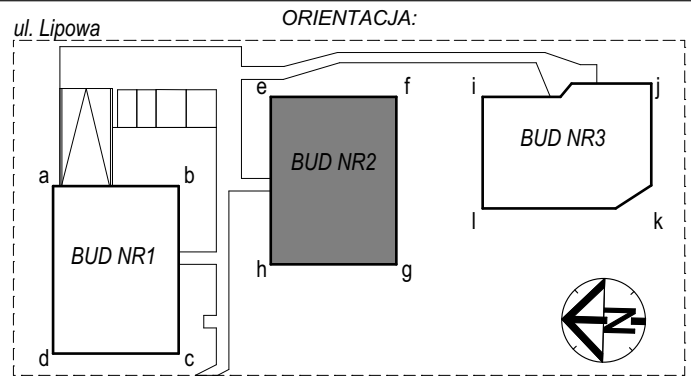 ORIENTACJA:
ul. Lipowa
e f i j
BUD NR2 BUD NR3
a b
l k
BUD NR1
h g
N
d c